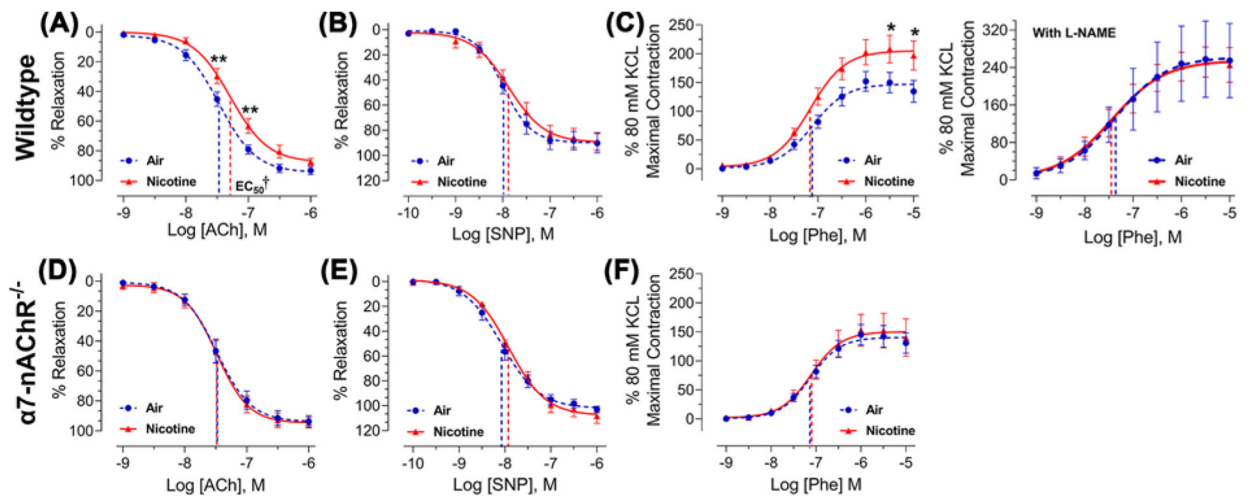 Wildtype
(A)
% Relaxation
0
20
40
60
80
100
**
**
Air
Nicotine
EC50†
-9
-8
-7
-6
Log [ACh], M
(B)
% Relaxation
0
20
40
60
80
100
120
Air
Nicotine
-10
-9
-8
-7
-6
Log [SNP], M
(C)
% 80 mM KCL
Maximal Contraction
250
200
150
100
50
0
*
*
Air
Nicotine
-9
-8
-7
-6
-5
Log [Phe], M
With L-NAME
% 80 mM KCL
Maximal Contraction
320
240
160
80
0
Air
Nicotine
-9
-8
-7
-6
-5
Log [Phe], M
α7-nAChR-/-
(D)
% Relaxation
0
20
40
60
80
100
Air
Nicotine
-9
-8
-7
-6
Log [ACh], M
(E)
% Relaxation
0
20
40
60
80
100
120
Air
Nicotine
-10
-9
-8
-7
-6
Log [SNP], M
(F)
% 80 mM KCL
Maximal Contraction
250
200
150
100
50
0
Air
Nicotine
-9
-8
-7
-6
-5
Log [Phe] M